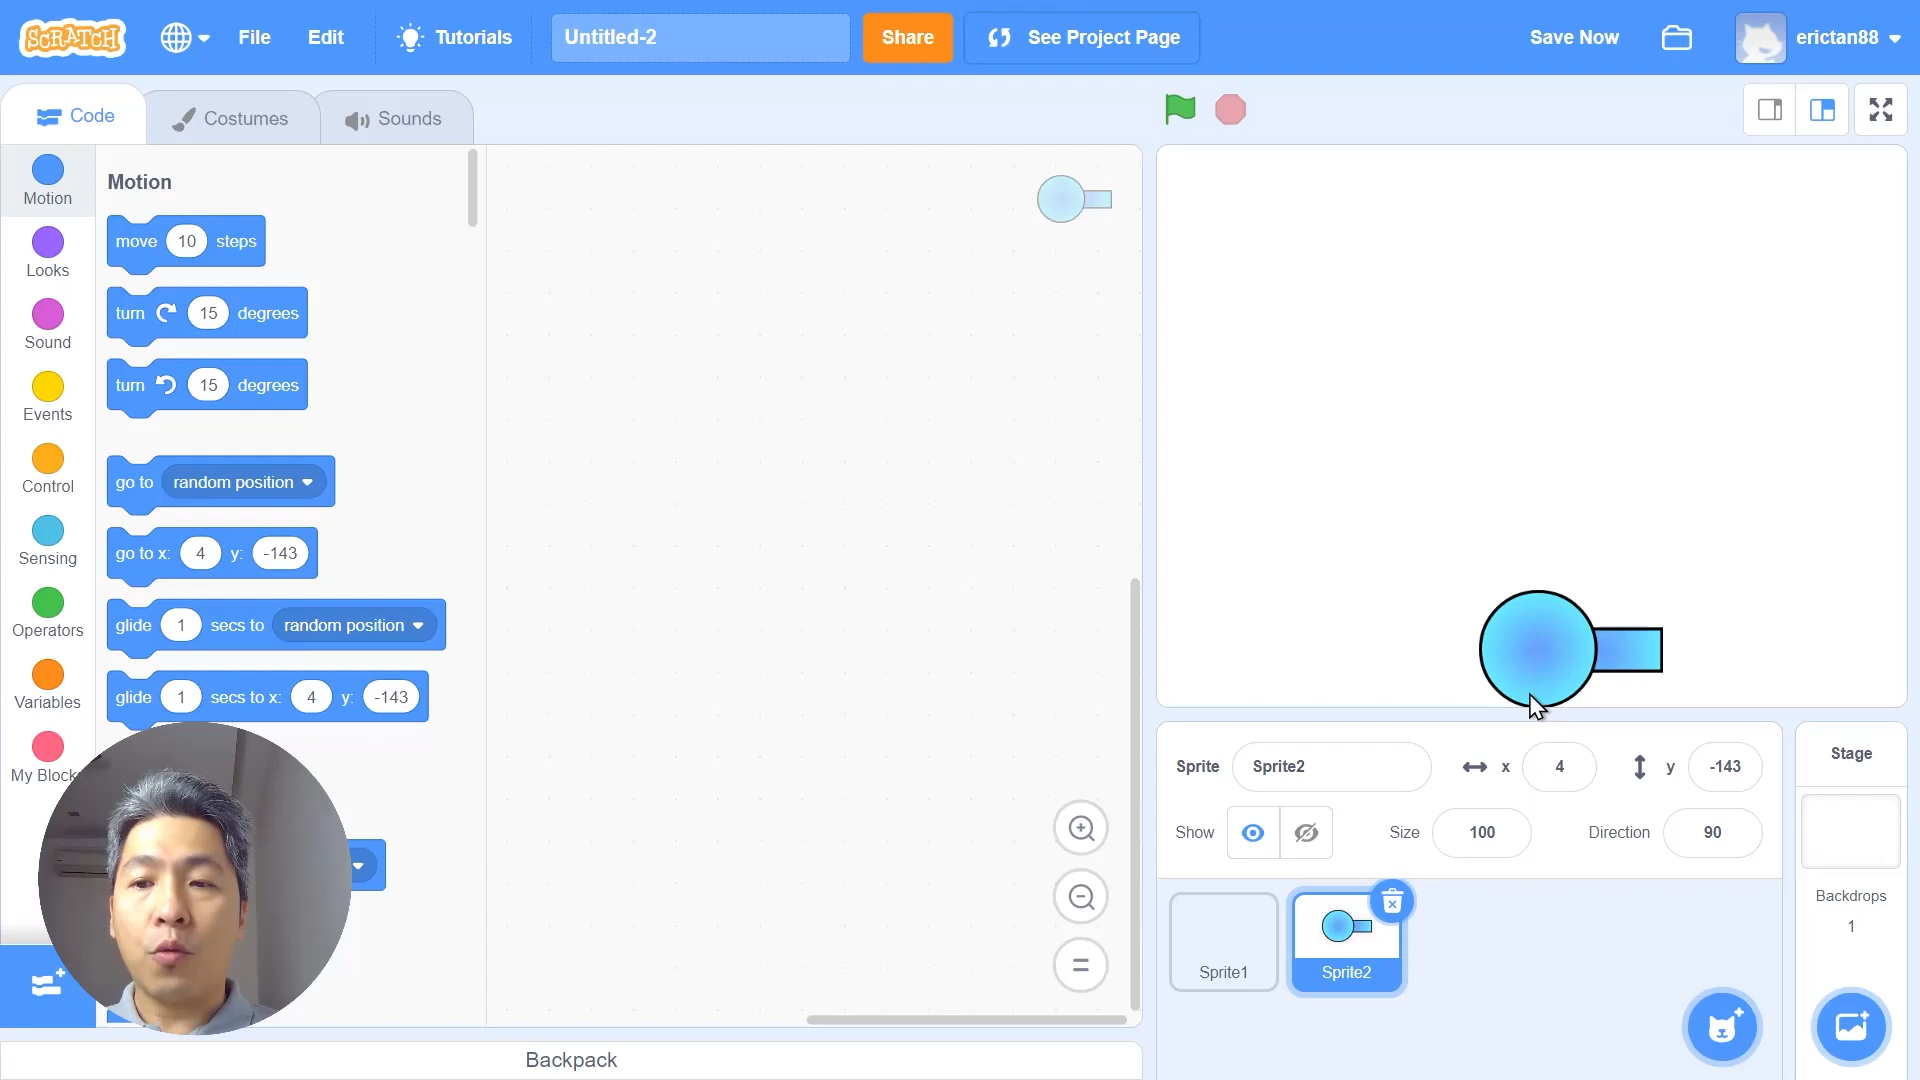 SCRATCH File Edit Tutorials Untitled-2 Share See Project Page Save Now erictan88
Code Costumes Sounds
Motion
Looks
Sound
Events
Control
Sensing
Operators
Variables
My Block
Motion
move 10 steps
turn 15 degrees
turn 15 degrees
go to random position
go to x: 4 y: -143
glide 1 secs to random position
glide 1 secs to x: 4 y: -143
Sprite Sprite2 x 4 y -143
Show Size 100 Direction 90
Sprite1
Sprite2
Stage
Backdrops
1
Backpack